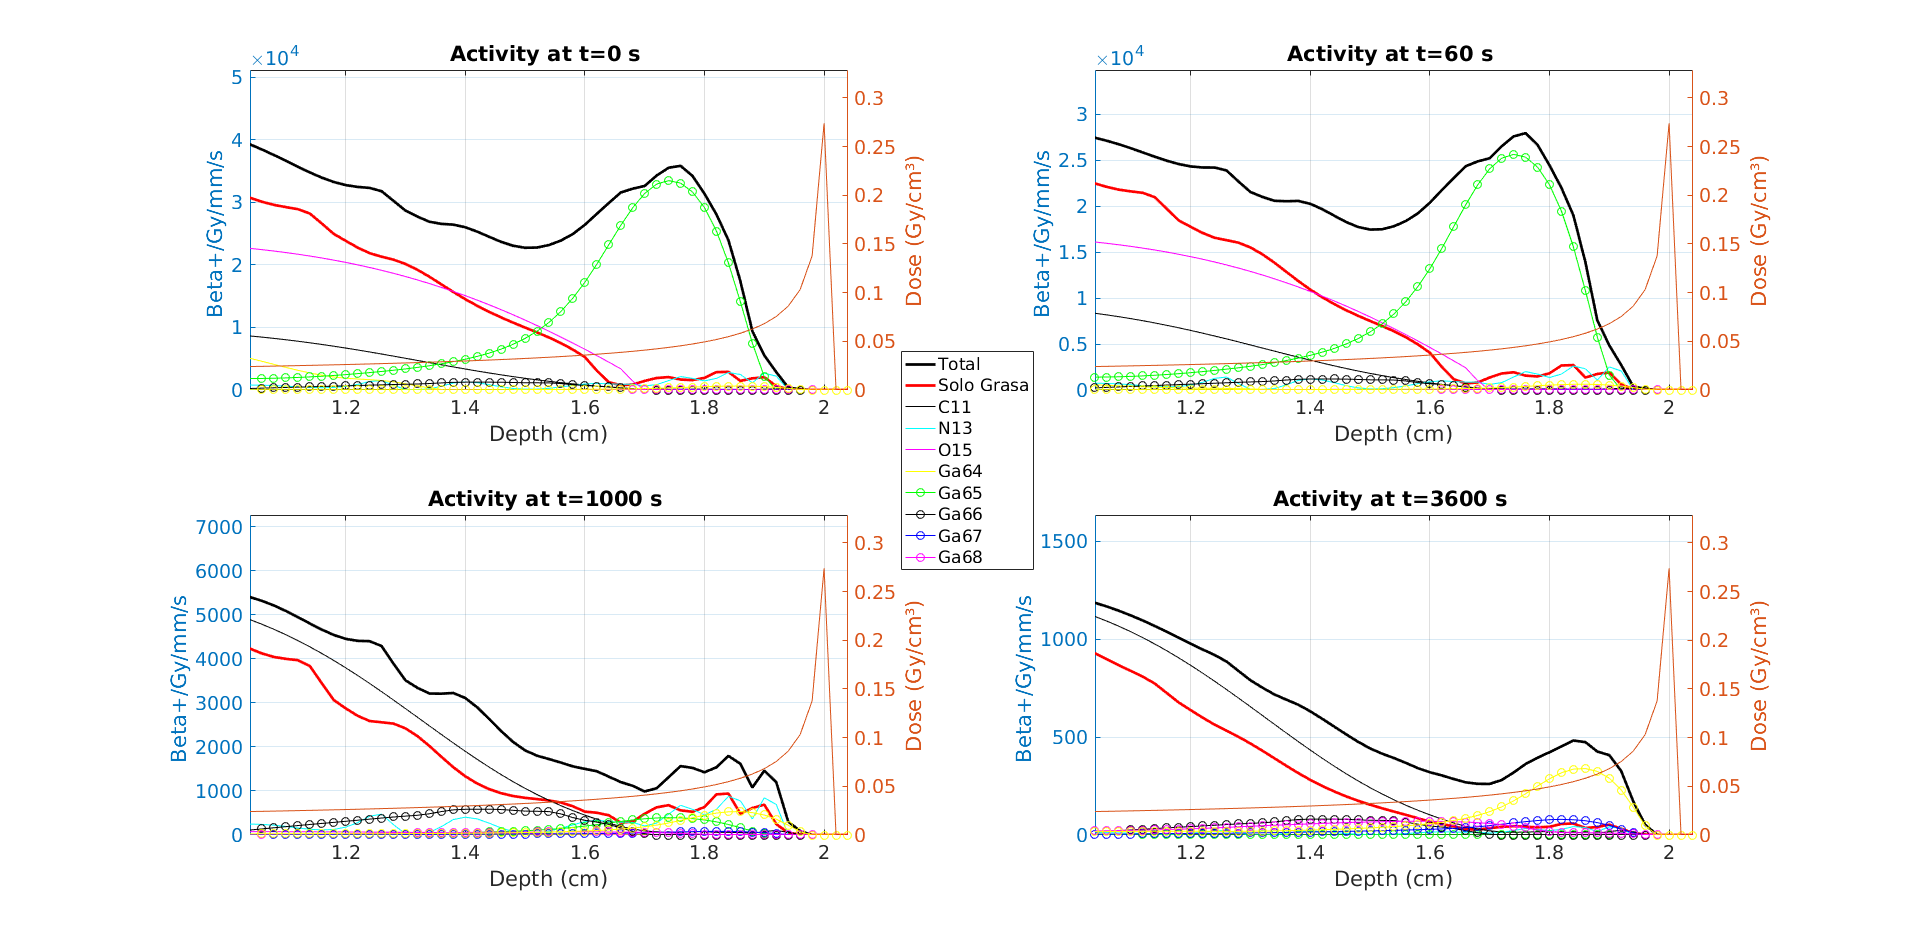 Activity at t=0 s
×10⁴
5
4
3
2
1
0
Beta+/Gy/mm/s
1.2
1.4
1.6
1.8
2
Depth (cm)
0.3
0.25
0.2
0.15
0.1
0.05
0
Dose (Gy/cm³)
Activity at t=60 s
×10⁴
3
2.5
2
1.5
1
0.5
0
Beta+/Gy/mm/s
1.2
1.4
1.6
1.8
2
Depth (cm)
0.3
0.25
0.2
0.15
0.1
0.05
0
Dose (Gy/cm³)
Total
Solo Grasa
C11
N13
O15
Ga64
Ga65
Ga66
Ga67
Ga68
Activity at t=1000 s
7000
6000
5000
4000
3000
2000
1000
0
Beta+/Gy/mm/s
1.2
1.4
1.6
1.8
2
Depth (cm)
0.3
0.25
0.2
0.15
0.1
0.05
0
Dose (Gy/cm³)
Activity at t=3600 s
1500
1000
500
0
Beta+/Gy/mm/s
1.2
1.4
1.6
1.8
2
Depth (cm)
0.3
0.25
0.2
0.15
0.1
0.05
0
Dose (Gy/cm³)